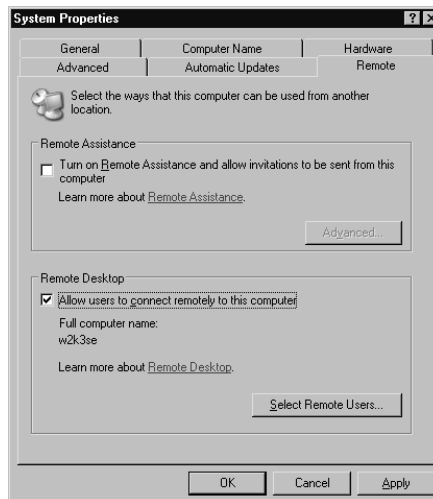 System Properties
General Computer Name Hardware
Advanced Automatic Updates Remote
Select the ways that this computer can be used from another
location.
Remote Assistance
Turn on Remote Assistance and allow invitations to be sent from this
computer
Learn more about Remote Assistance.
Advanced...
Remote Desktop
Allow users to connect remotely to this computer
Full computer name:
w2k3se
Learn more about Remote Desktop.
Select Remote Users...
OK Cancel Apply